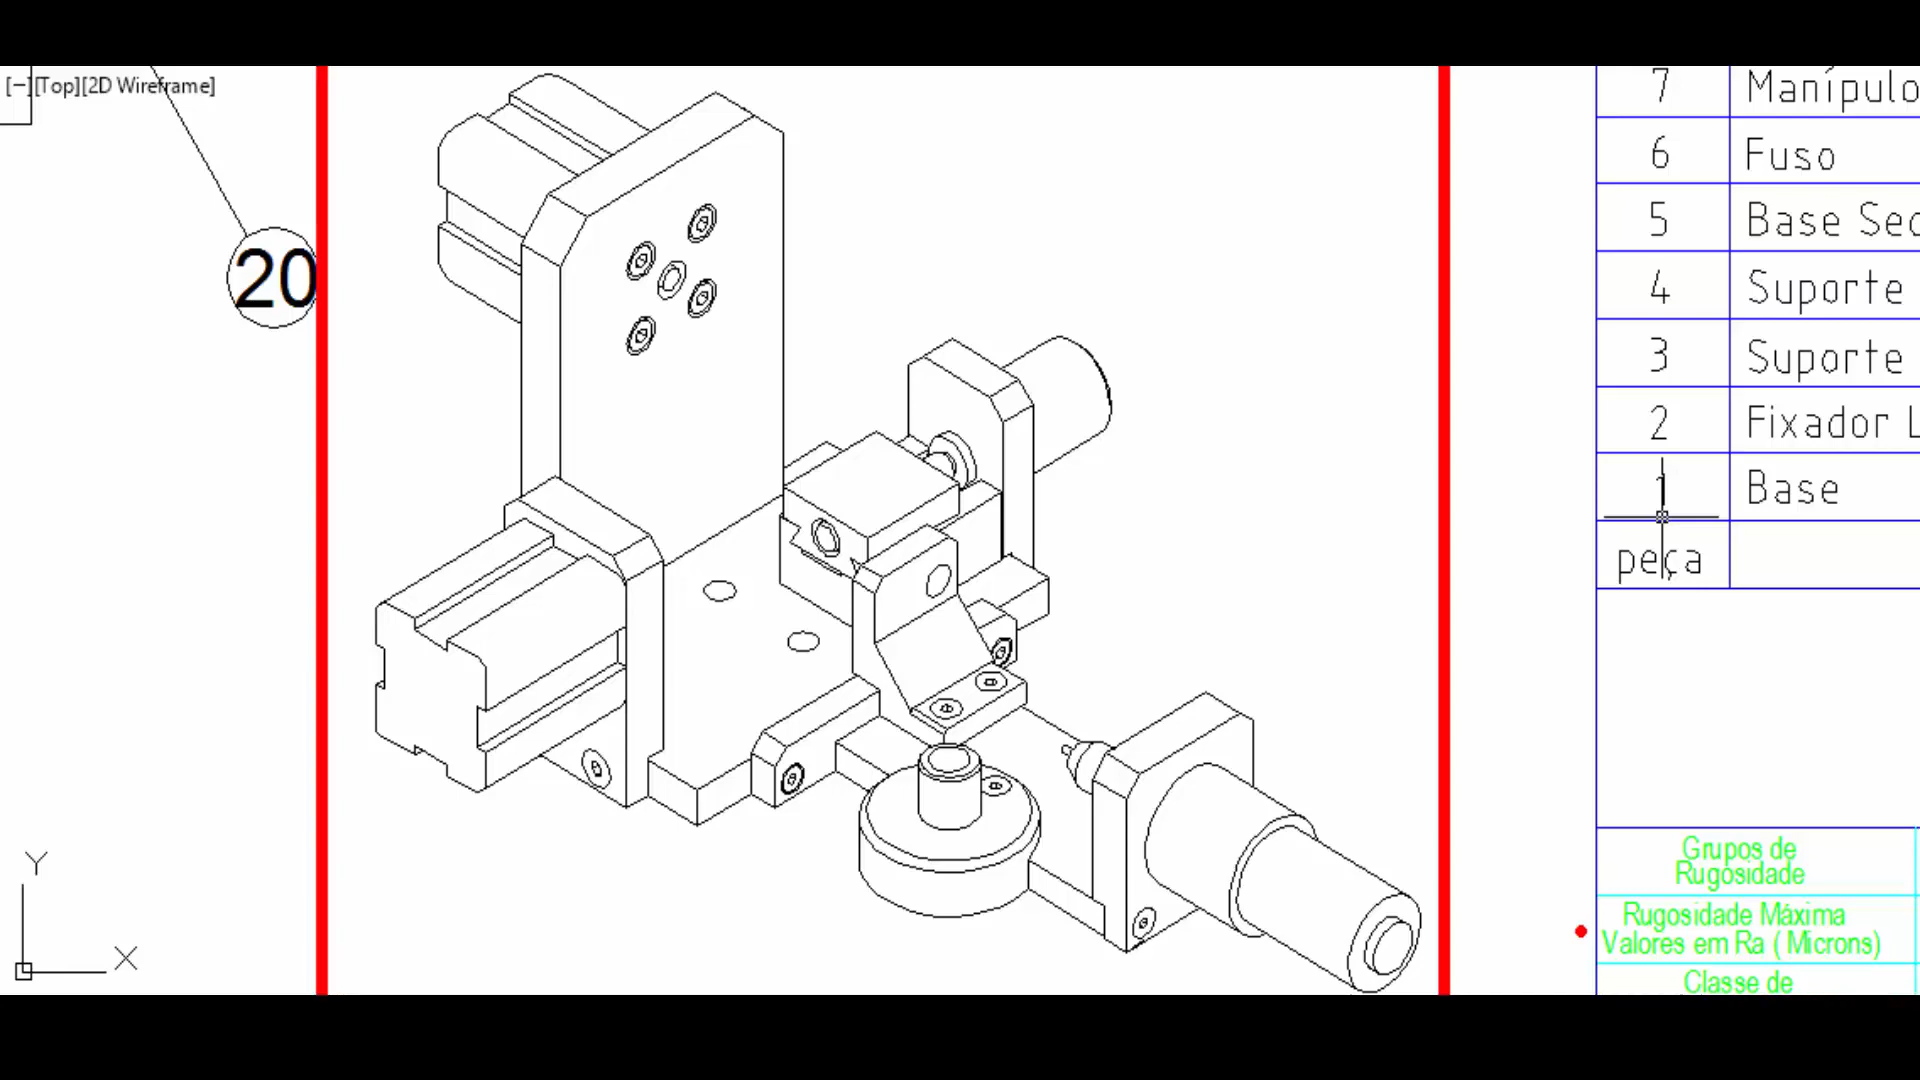 [−][Top][2D Wireframe]
20
7 Manípulo
6 Fuso
5 Base Sec
4 Suporte
3 Suporte
2 Fixador L
1 Base
peça
Grupos de
Rugosidade
Rugosidade Máxima
Valores em Ra ( Microns)
Classe de
Y
X